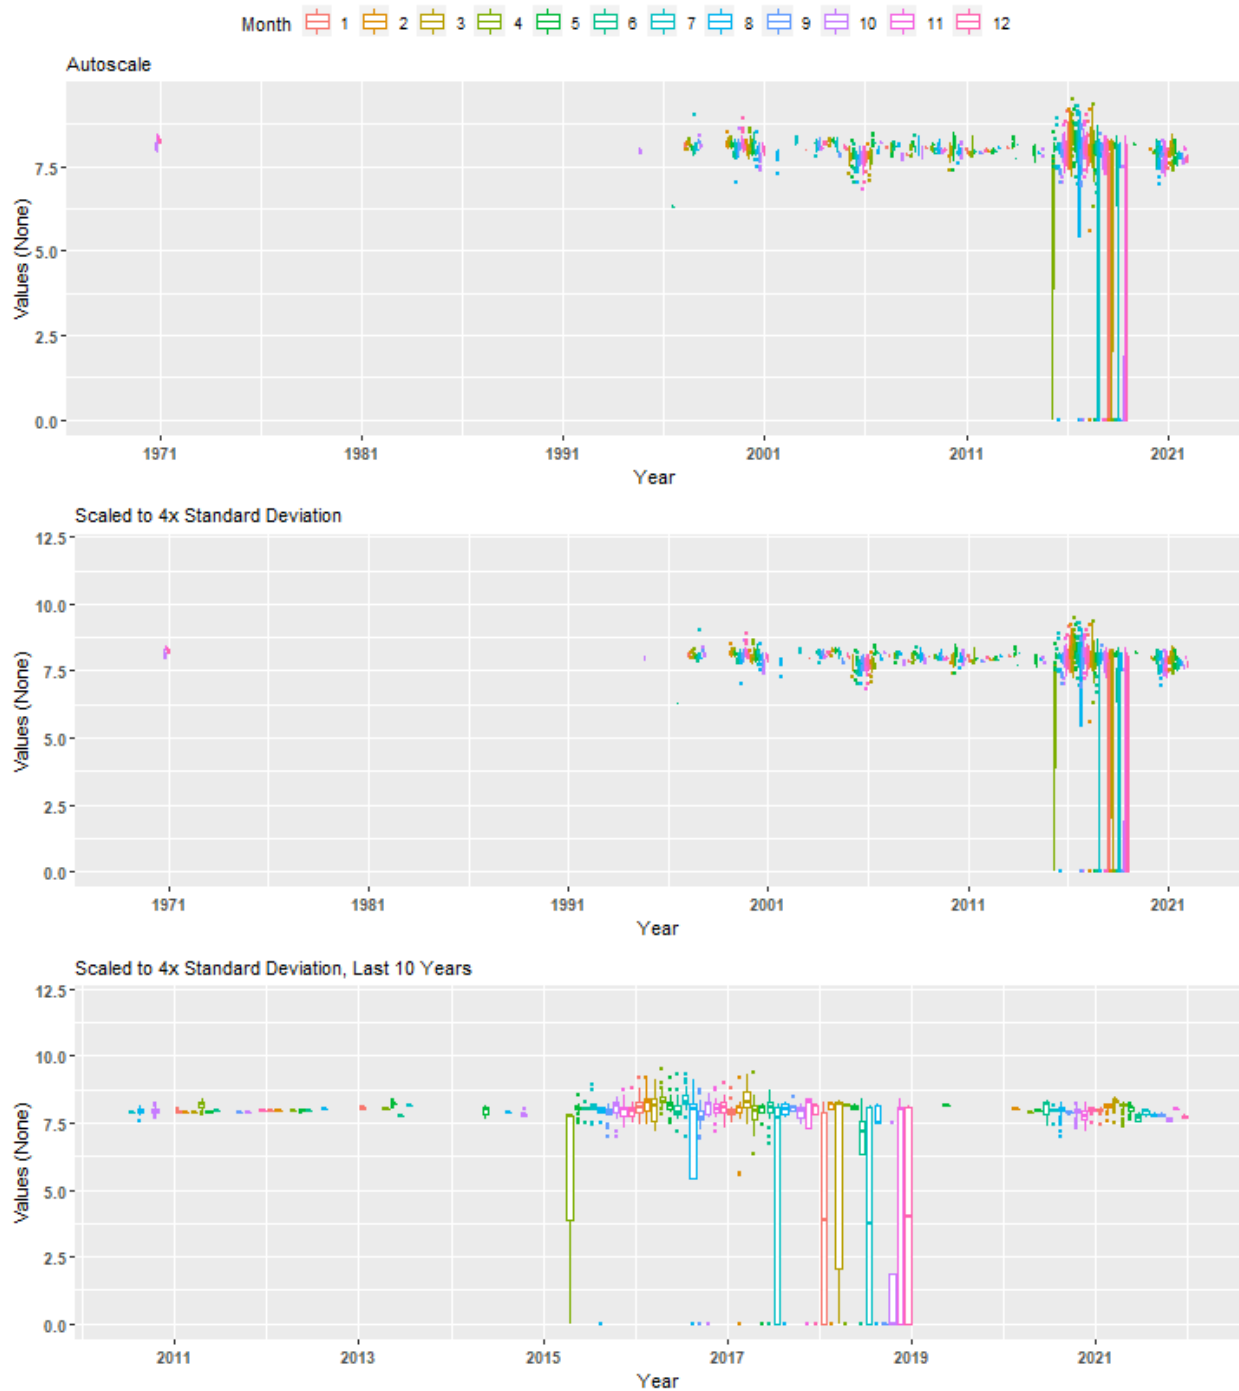 Month 1 2 3 4 5 6 7 8 9 10 11 12
Autoscale
Values (None)
7.5
5.0
2.5
0.0
1971 1981 1991 2001 2011 2021
Year
Scaled to 4x Standard Deviation
Values (None)
12.5
10.0
7.5
5.0
2.5
0.0
1971 1981 1991 2001 2011 2021
Year
Scaled to 4x Standard Deviation, Last 10 Years
Values (None)
12.5
10.0
7.5
5.0
2.5
0.0
2011 2013 2015 2017 2019 2021
Year